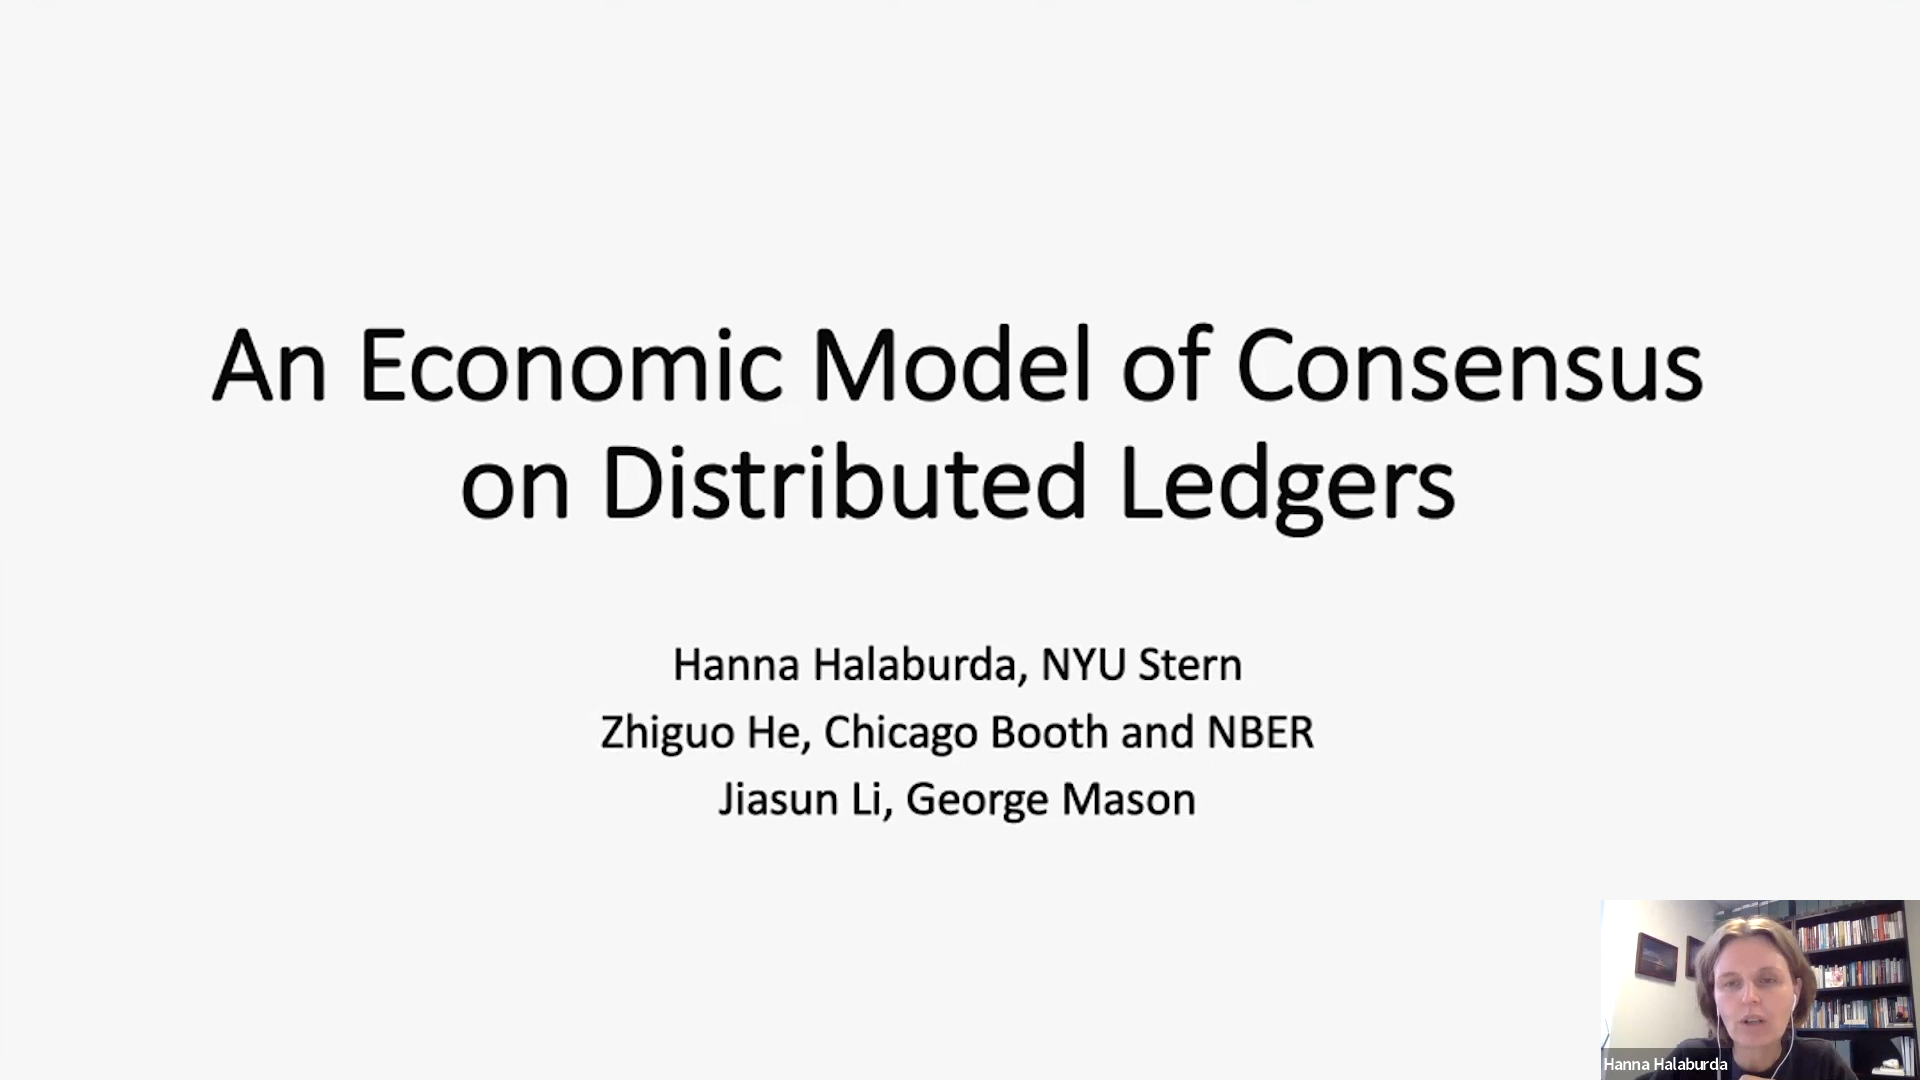 An Economic Model of Consensus
on Distributed Ledgers
Hanna Halaburda, NYU Stern
Zhiguo He, Chicago Booth and NBER
Jiasun Li, George Mason
Hanna Halaburda